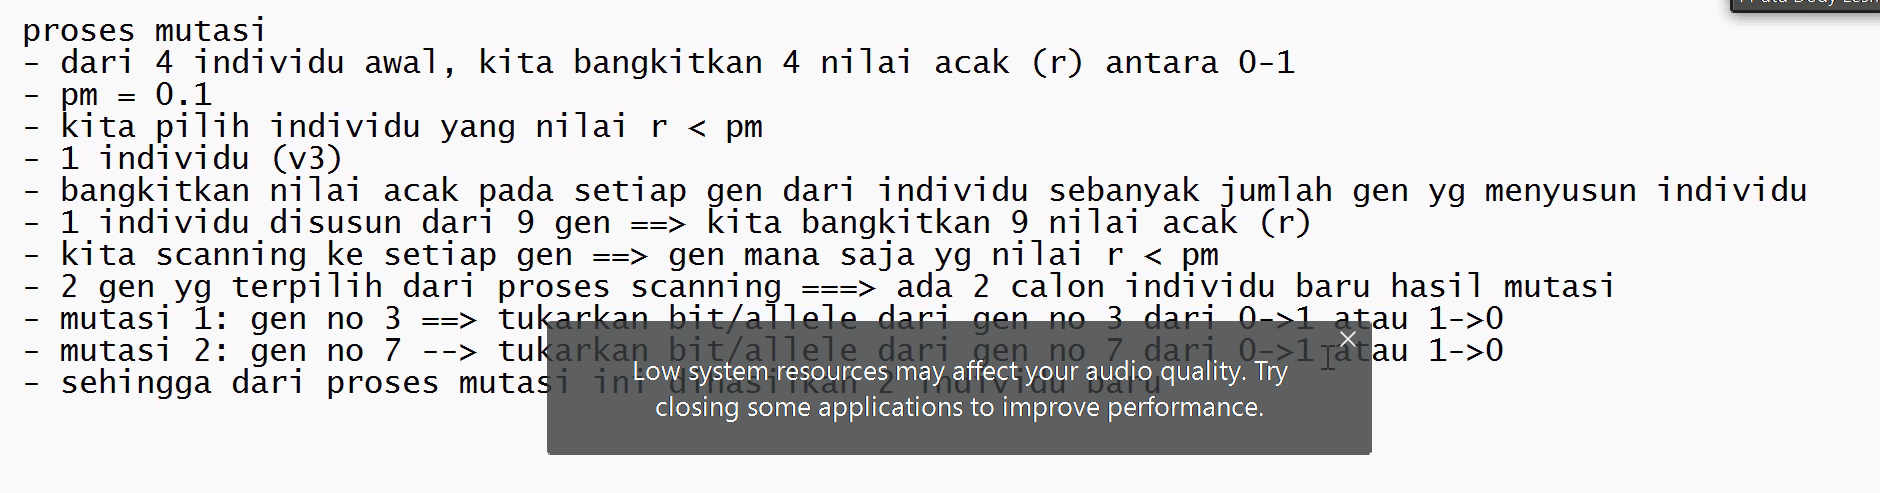 proses mutasi
- dari 4 individu awal, kita bangkitkan 4 nilai acak (r) antara 0-1
- pm = 0.1
- kita pilih individu yang nilai r < pm
- 1 individu (v3)
- bangkitkan nilai acak pada setiap gen dari individu sebanyak jumlah gen yg menyusun individu
- 1 individu disusun dari 9 gen ==> kita bangkitkan 9 nilai acak (r)
- kita scanning ke setiap gen ==> gen mana saja yg nilai r < pm
- 2 gen yg terpilih dari proses scanning ===> ada 2 calon individu baru hasil mutasi
- mutasi 1: gen no 3 ==> tukarkan bit/allele dari gen no 3 dari 0->1 atau 1->0
- mutasi 2: gen no 7 --> tukarkan bit/allele dari gen no 7 dari 0->1 atau 1->0
- sehingga dari proses mutasi ini dihasilkan 2 individu baru
Low system resources may affect your audio quality. Try
closing some applications to improve performance.